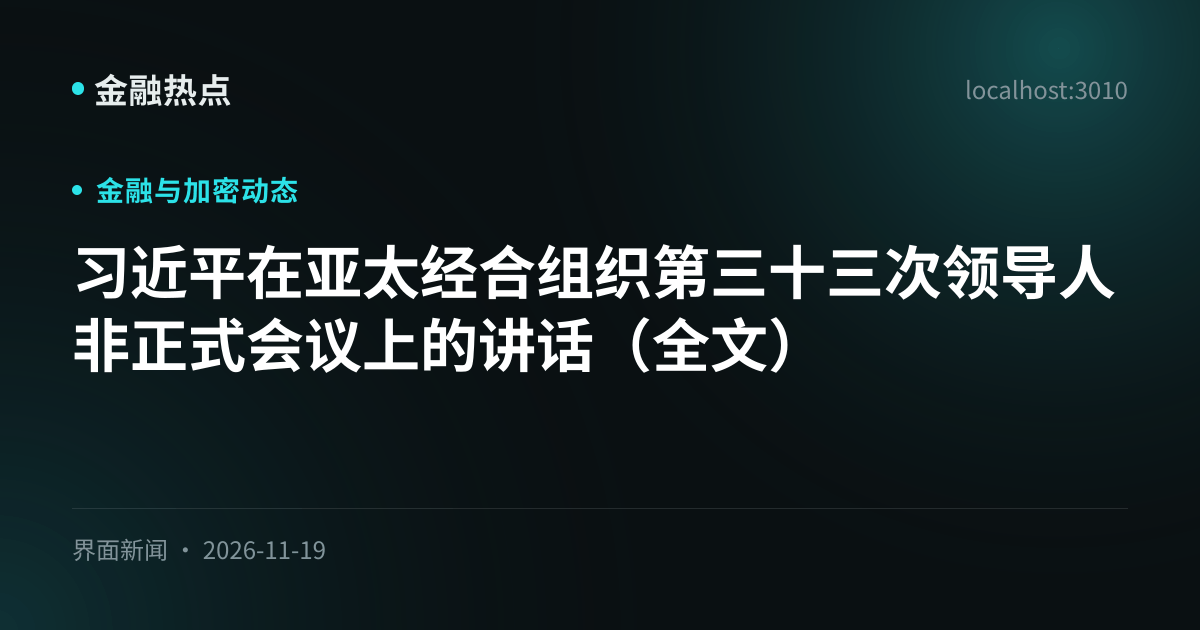 金融热点
localhost:3010
金融与加密动态
习近平在亚太经合组织第三十三次领导人
非正式会议上的讲话（全文）
界面新闻 • 2026-11-19